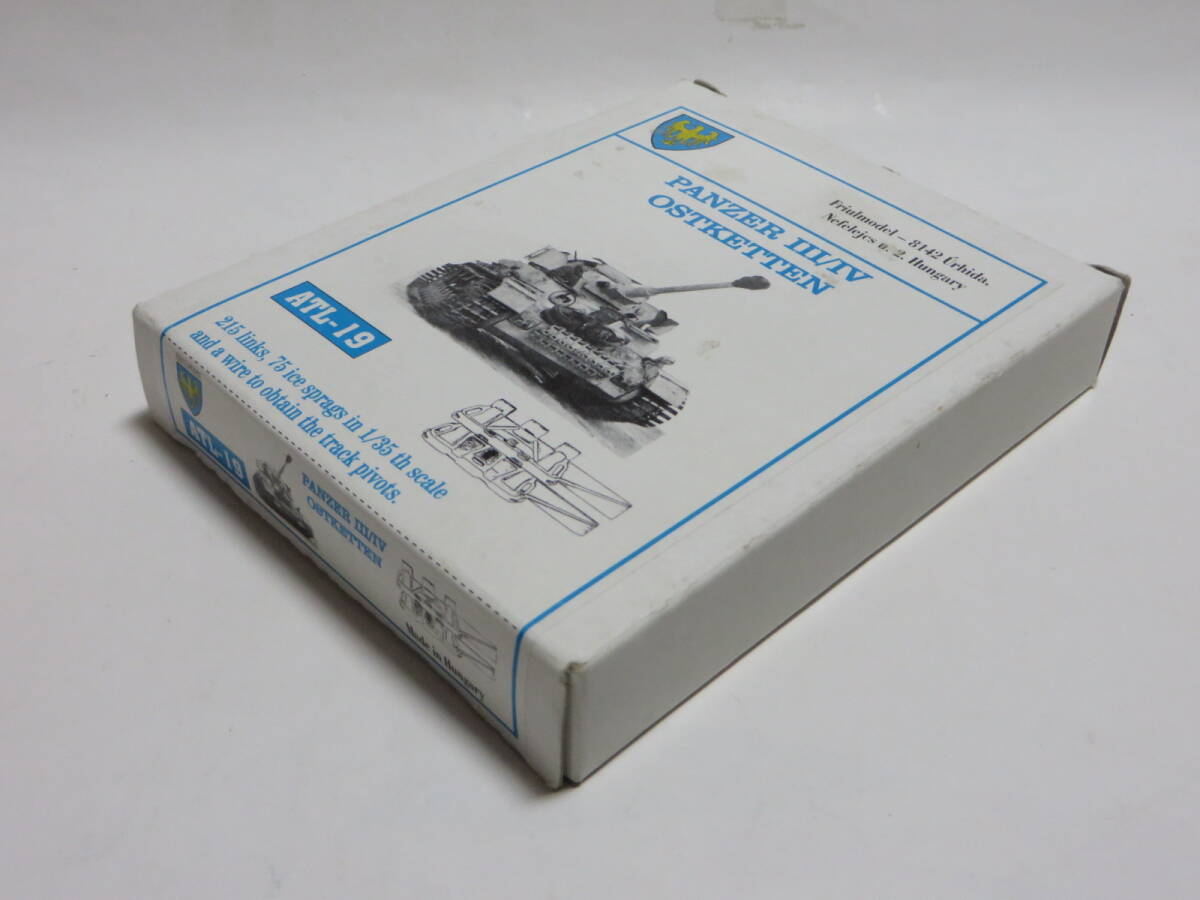 Friulmodel – 8142 Úrhida.
Nefelejcs u. 2. Hungary
PANZER III/IV
OSTKETTEN
ATL-19
215 links, 75 ice sprags in 1/35 th scale
and a wire to obtain the track pivots.
ATL-19
PANZER III/IV
OSTKETTEN
Made in Hungary